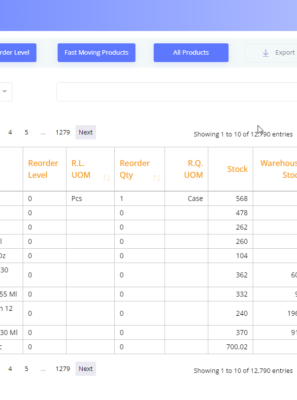 rder Level Fast Moving Products All Products Export
4 5 ... 1279 Next
Showing 1 to 10 of 12,790 entries
Reorder Level R.L. UOM Reorder Qty R.Q. UOM Stock Warehous Stoc
0 Pcs 1 Case 568
0 0 478
0 0 262
l 0 0 260
Oz 0 0 104
30 0 0 362 60
55 Ml 0 0 332 9
n 12 0 0 240 196
30 Ml 0 0 370 91
c 0 0 700.02
4 5 ... 1279 Next
Showing 1 to 10 of 12,790 entries